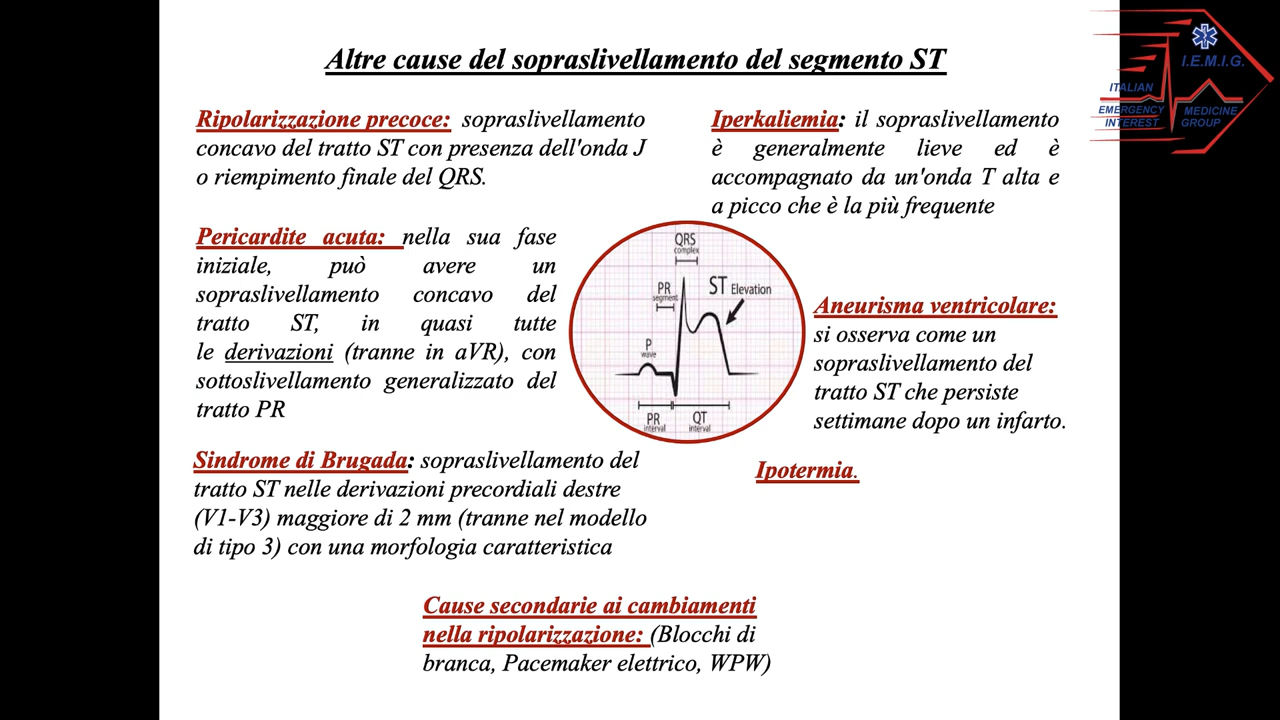 Altre cause del sopraslivellamento del segmento ST
I.E.M.I.G.
ITALIAN
EMERGENCY MEDICINE
INTEREST GROUP
Ripolarizzazione precoce: sopraslivellamento
concavo del tratto ST con presenza dell'onda J
o riempimento finale del QRS.
Iperkaliemia: il sopraslivellamento
è generalmente lieve ed è
accompagnato da un'onda T alta e
a picco che è la più frequente
Pericardite acuta: nella sua fase
iniziale, può avere un
sopraslivellamento concavo del
tratto ST, in quasi tutte
le derivazioni (tranne in aVR), con
sottoslivellamento generalizzato del
tratto PR
QRS
complex
PR
segment
ST Elevation
P
wave
PR
interval
QT
interval
Aneurisma ventricolare:
si osserva come un
sopraslivellamento del
tratto ST che persiste
settimane dopo un infarto.
Sindrome di Brugada: sopraslivellamento del
tratto ST nelle derivazioni precordiali destre
(V1-V3) maggiore di 2 mm (tranne nel modello
di tipo 3) con una morfologia caratteristica
Ipotermia.
Cause secondarie ai cambiamenti
nella ripolarizzazione: (Blocchi di
branca, Pacemaker elettrico, WPW)